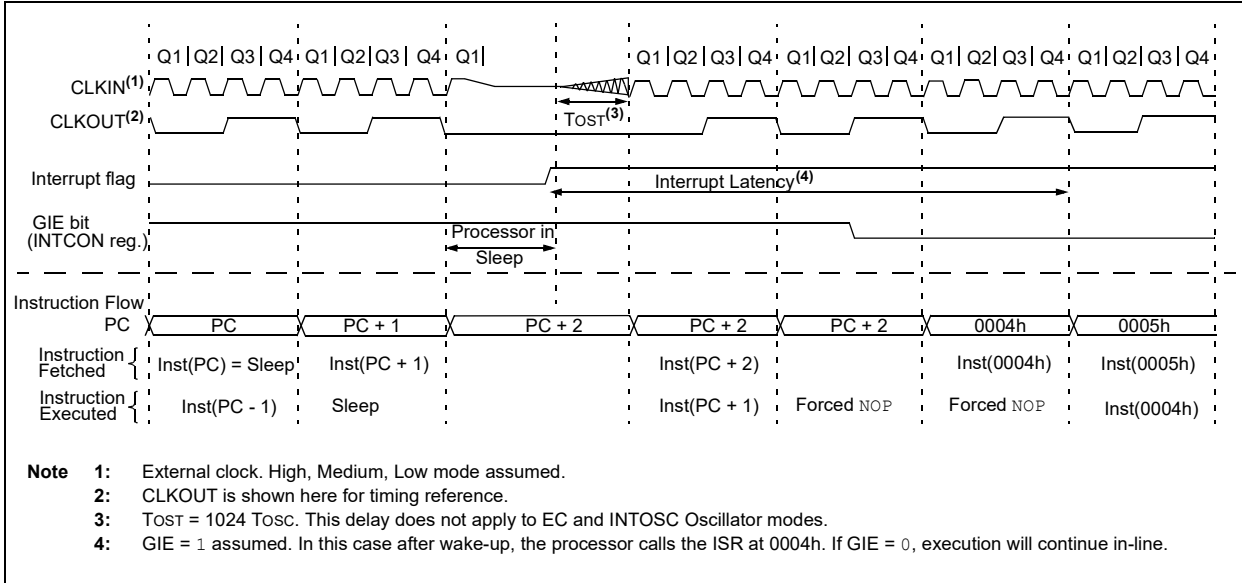 Q1| Q2| Q3| Q4 Q1| Q2| Q3| Q4 Q1| Q1| Q2| Q3| Q4 Q1| Q2| Q3| Q4 Q1| Q2| Q3| Q4 Q1| Q2| Q3| Q4
CLKIN(1)
CLKOUT(2)
TOST(3)
Interrupt flag
Interrupt Latency(4)
GIE bit
(INTCON reg.)
Processor in
Sleep
Instruction Flow
PC PC PC + 1 PC + 2 PC + 2 PC + 2 0004h 0005h
Instruction
Fetched
Inst(PC) = Sleep Inst(PC + 1) Inst(PC + 2) Inst(0004h) Inst(0005h)
Instruction
Executed
Inst(PC - 1) Sleep Inst(PC + 1) Forced NOP Forced NOP Inst(0004h)
Note 1: External clock. High, Medium, Low mode assumed.
2: CLKOUT is shown here for timing reference.
3: TOST = 1024 TOSC. This delay does not apply to EC and INTOSC Oscillator modes.
4: GIE = 1 assumed. In this case after wake-up, the processor calls the ISR at 0004h. If GIE = 0, execution will continue in-line.